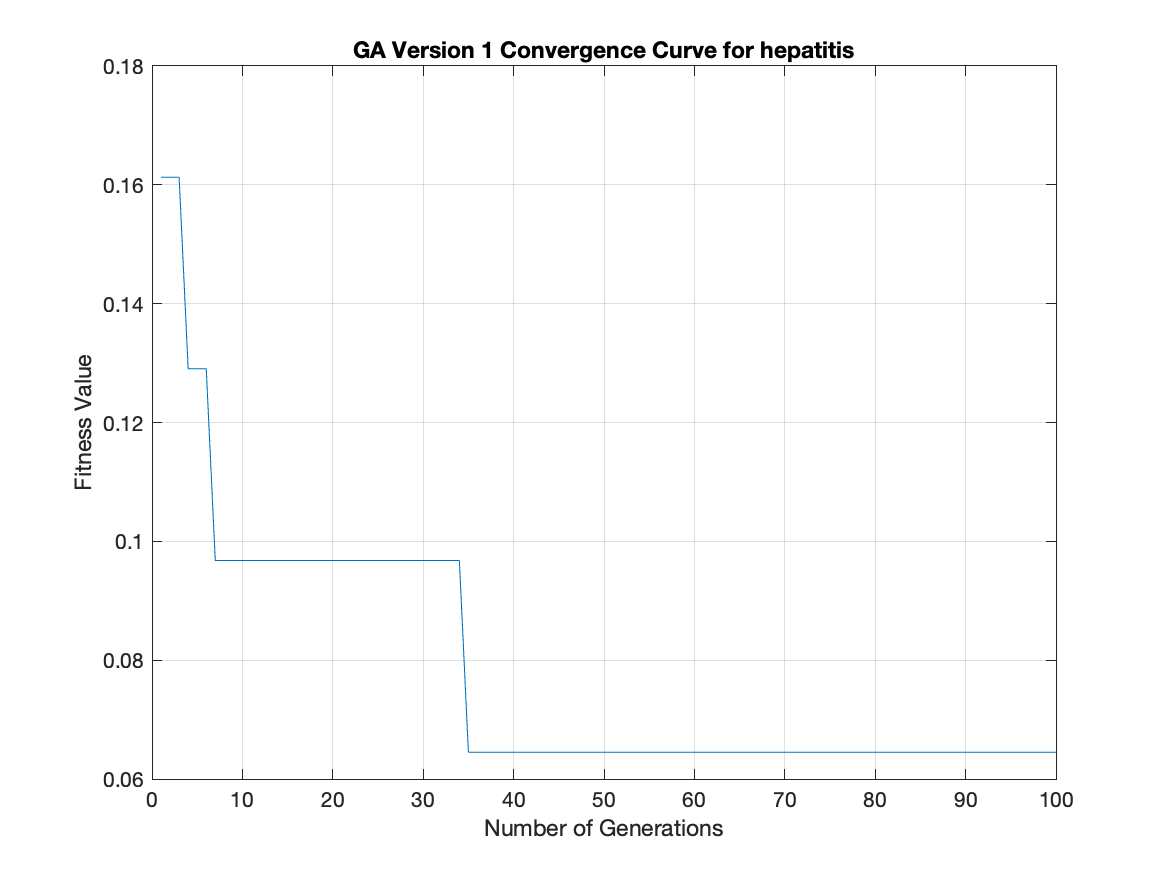 GA Version 1 Convergence Curve for hepatitis
0.18
0.16
0.14
0.12
0.1
0.08
0.06
Fitness Value
0 10 20 30 40 50 60 70 80 90 100
Number of Generations